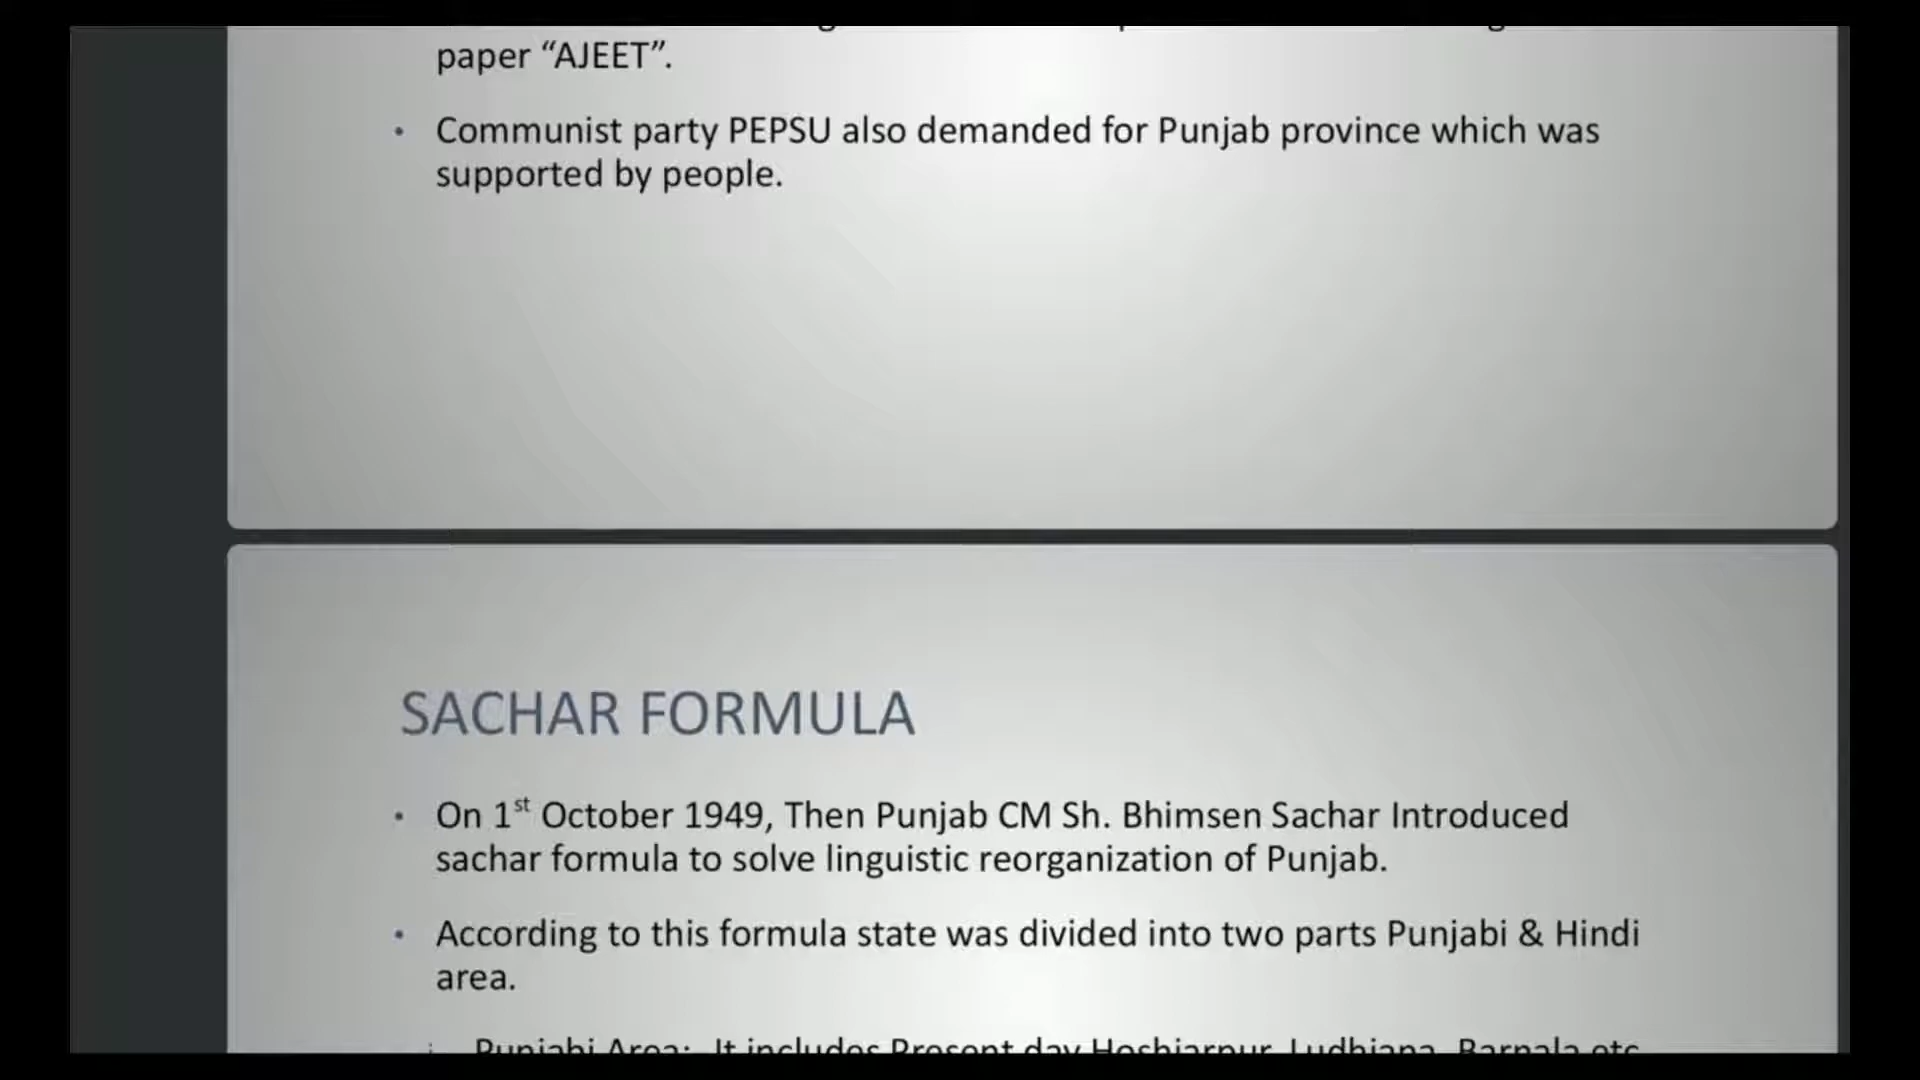 paper “AJEET”.
• Communist party PEPSU also demanded for Punjab province which was
supported by people.
SACHAR FORMULA
• On 1st October 1949, Then Punjab CM Sh. Bhimsen Sachar Introduced
sachar formula to solve linguistic reorganization of Punjab.
• According to this formula state was divided into two parts Punjabi & Hindi
area.
Punjabi Area: It includes Present day Hoshiarpur, Ludhiana, Barnala etc